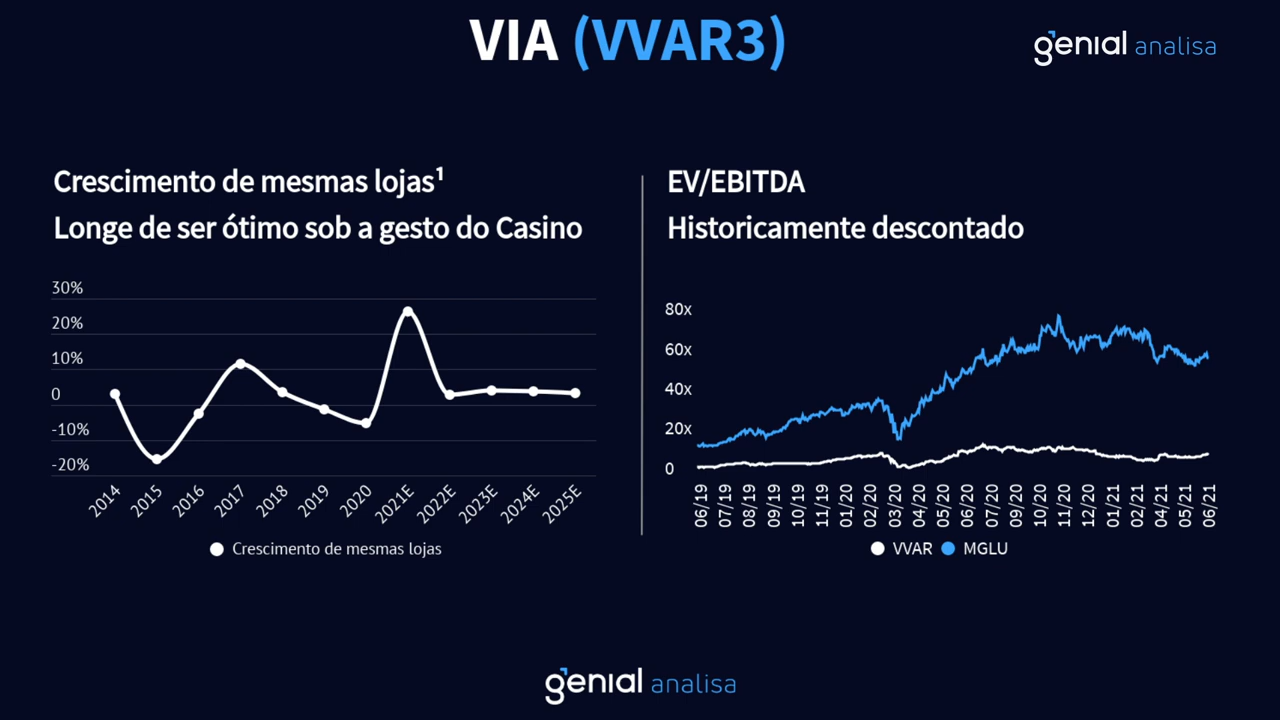 VIA (VVAR3)
genial analisa
Crescimento de mesmas lojas¹
Longe de ser ótimo sob a gesto do Casino
30%
20%
10%
0
-10%
-20%
2014
2015
2016
2017
2018
2019
2020
2021E
2022E
2023E
2024E
2025E
Crescimento de mesmas lojas
EV/EBITDA
Historicamente descontado
80x
60x
40x
20x
0
06/19
07/19
08/19
09/19
10/19
11/19
01/20
02/20
03/20
04/20
05/20
06/20
07/20
09/20
10/20
11/20
12/20
01/21
02/21
04/21
05/21
06/21
VVAR
MGLU
genial analisa